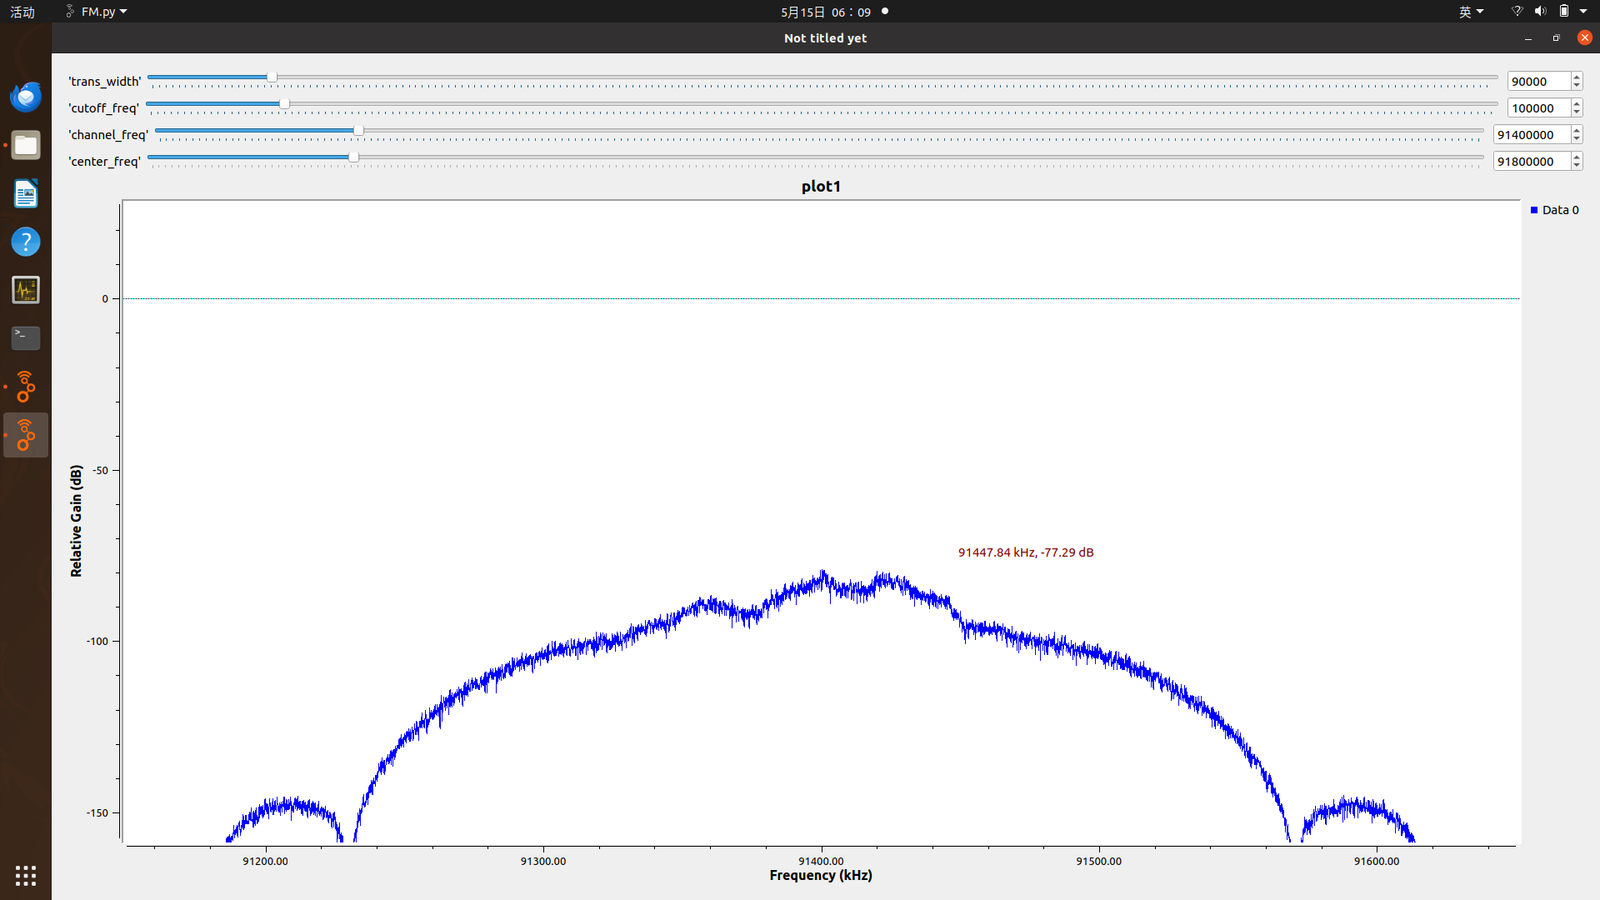 活动 FM.py 5月15日 06：09 英
Not titled yet
'trans_width' 90000
'cutoff_freq' 100000
'channel_freq' 91400000
'center_freq' 91800000
plot1
Data 0
0
-50
Relative Gain (dB)
91447.84 kHz, -77.29 dB
-100
-150
91200.00 91300.00 91400.00 91500.00 91600.00
Frequency (kHz)